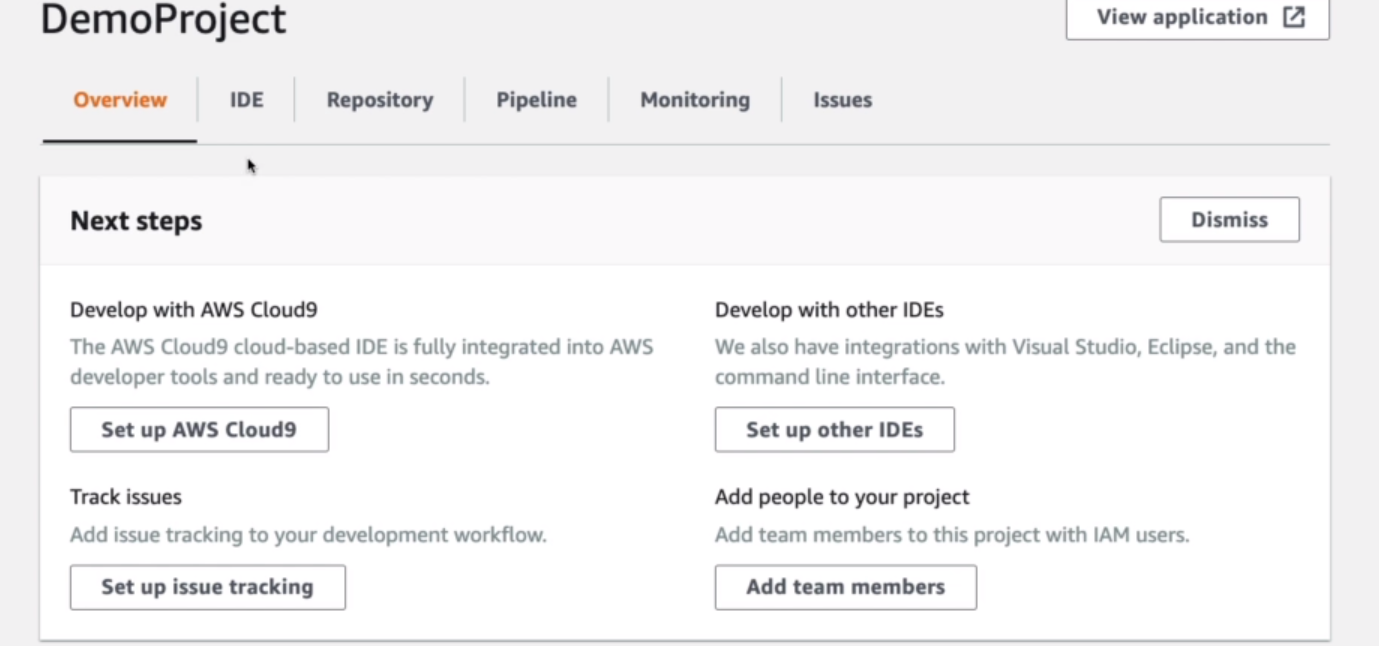 DemoProject
View application
Overview
IDE
Repository
Pipeline
Monitoring
Issues
Next steps
Dismiss
Develop with AWS Cloud9
The AWS Cloud9 cloud-based IDE is fully integrated into AWS
developer tools and ready to use in seconds.
Set up AWS Cloud9
Develop with other IDEs
We also have integrations with Visual Studio, Eclipse, and the
command line interface.
Set up other IDEs
Track issues
Add issue tracking to your development workflow.
Set up issue tracking
Add people to your project
Add team members to this project with IAM users.
Add team members